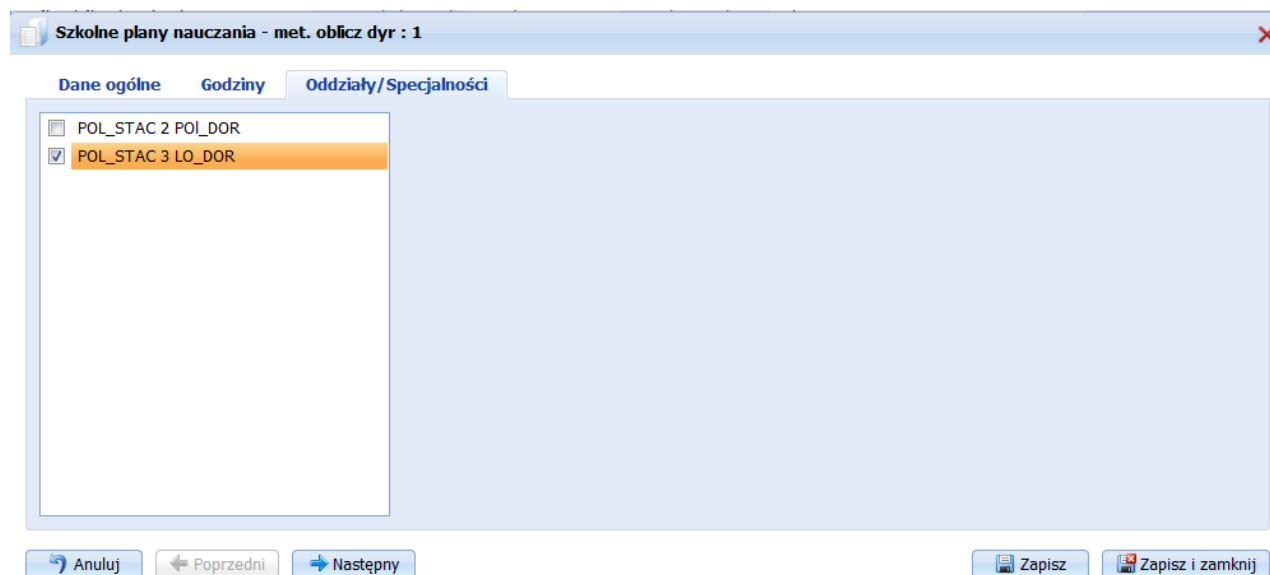 Szkolne plany nauczania - met. oblicz dyr : 1
Dane ogólne Godziny Oddziały/Specjalności
POL_STAC 2 POl_DOR
POL_STAC 3 LO_DOR
Anuluj Poprzedni Następny Zapisz Zapisz i zamknij